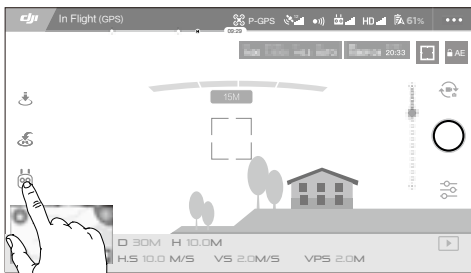 dji In Flight (GPS) P-GPS HD 61%
09:29
20:33 AE
15M
D 30M H 10.0M
H.S 10.0 M/S VS 2.0M/S VPS 2.0M